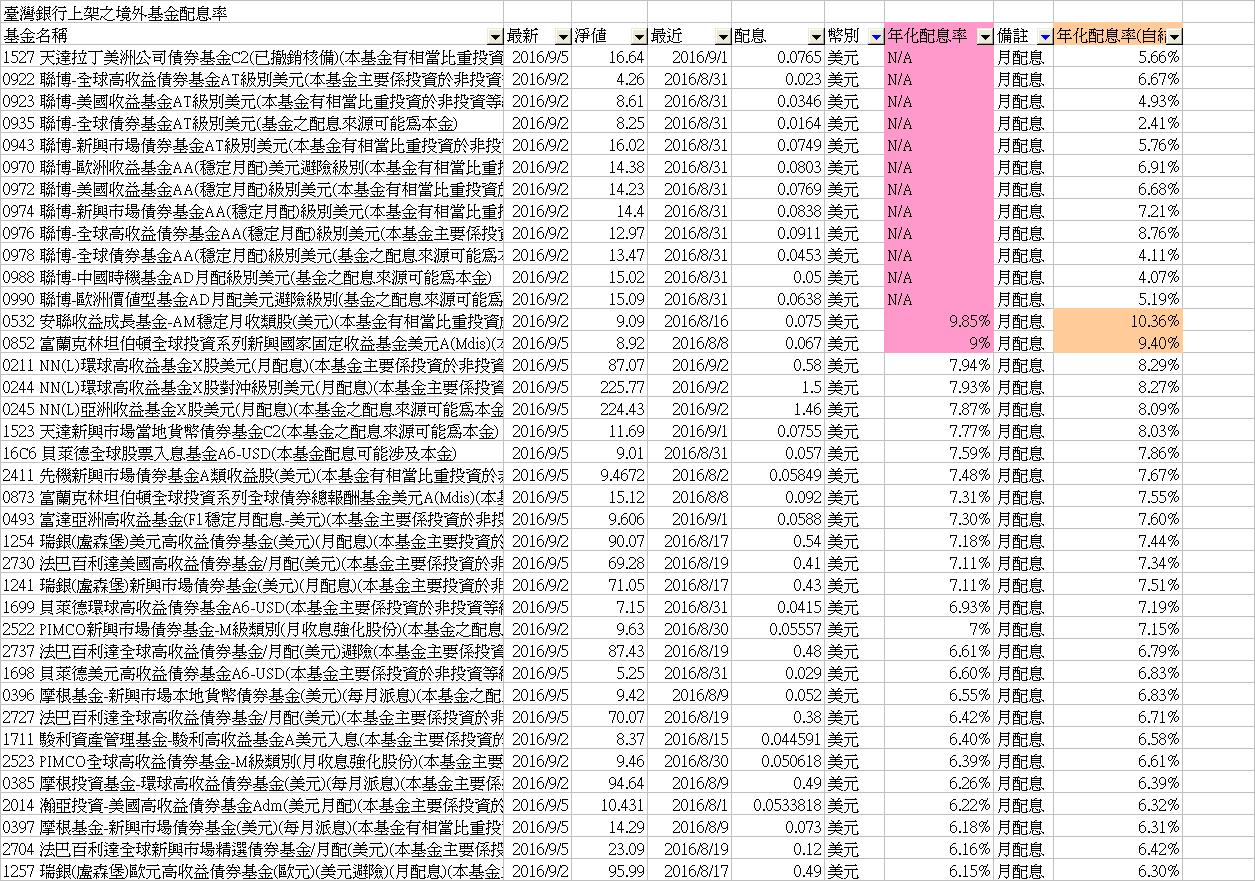 臺灣銀行上架之境外基金配息率
基金名稱 最新 淨值 最近 配息 幣別 年化配息率 備註 年化配息率(自
1527 天達拉丁美洲公司債券基金C2(已撤銷核備)(本基金有相當比重投資 2016/9/5 16.64 2016/9/1 0.0765 美元 N/A 月配息 5.66%
0922 聯博-全球高收益債券基金AT級別美元(本基金主要係投資於非投資 2016/9/2 4.26 2016/8/31 0.023 美元 N/A 月配息 6.67%
0923 聯博-美國收益基金AT級別美元(本基金有相當比重投資於非投資等 2016/9/2 8.61 2016/8/31 0.0346 美元 N/A 月配息 4.93%
0935 聯博-全球債券基金AT級別美元(基金之配息來源可能為本金) 2016/9/2 8.25 2016/8/31 0.0164 美元 N/A 月配息 2.41%
0943 聯博-新興市場債券基金AT級別美元(本基金有相當比重投資於非投 2016/9/2 16.02 2016/8/31 0.0749 美元 N/A 月配息 5.76%
0970 聯博-歐洲收益基金AA(穩定月配)美元避險級別(本基金有相當比重 2016/9/2 14.38 2016/8/31 0.0803 美元 N/A 月配息 6.91%
0972 聯博-美國收益基金AA(穩定月配)級別美元(本基金有相當比重投資 2016/9/2 14.23 2016/8/31 0.0769 美元 N/A 月配息 6.68%
0974 聯博-新興市場債券基金AA(穩定月配)級別美元(本基金有相當比重 2016/9/2 14.4 2016/8/31 0.0838 美元 N/A 月配息 7.21%
0976 聯博-全球高收益債券基金AA(穩定月配)級別美元(本基金主要係投 2016/9/2 12.97 2016/8/31 0.0911 美元 N/A 月配息 8.76%
0978 聯博-全球債券基金AA(穩定月配)級別美元(基金之配息來源可能為 2016/9/2 13.47 2016/8/31 0.0453 美元 N/A 月配息 4.11%
0988 聯博-中國時機基金AD月配級別美元(基金之配息來源可能為本金) 2016/9/2 15.02 2016/8/31 0.05 美元 N/A 月配息 4.07%
0990 聯博-歐洲價值型基金AD月配美元避險級別(基金之配息來源可能為 2016/9/2 15.09 2016/8/31 0.0638 美元 N/A 月配息 5.19%
0532 安聯收益成長基金-AM穩定月收類股(美元)(本基金有相當比重投資 2016/9/2 9.09 2016/8/16 0.075 美元 9.85% 月配息 10.36%
0852 富蘭克林坦伯頓全球投資系列新興國家固定收益基金美元A(Mdis)( 2016/9/5 8.92 2016/8/8 0.067 美元 9% 月配息 9.40%
0211 NN(L)環球高收益基金X股美元(月配息)(本基金主要係投資於非投資 2016/9/5 87.07 2016/9/2 0.58 美元 7.94% 月配息 8.29%
0244 NN(L)環球高收益基金X股對沖級別美元(月配息)(本基金主要係投資 2016/9/5 225.77 2016/9/2 1.5 美元 7.93% 月配息 8.27%
0245 NN(L)亞洲收益基金X股美元(月配息)(本基金之配息來源可能為本金 2016/9/5 224.43 2016/9/2 1.46 美元 7.87% 月配息 8.09%
1523 天達新興市場當地貨幣債券基金C2(本基金之配息來源可能為本金) 2016/9/5 11.69 2016/9/1 0.0755 美元 7.77% 月配息 8.03%
16C6 貝萊德全球股票入息基金A6-USD(本基金配息可能涉及本金) 2016/9/5 9.01 2016/8/31 0.057 美元 7.59% 月配息 7.86%
2411 先機新興市場債券基金A類收益股(美元)(本基金有相當比重投資於 2016/9/5 9.4672 2016/8/2 0.05849 美元 7.48% 月配息 7.67%
0873 富蘭克林坦伯頓全球投資系列全球債券總報酬基金美元A(Mdis)(本 2016/9/5 15.12 2016/8/8 0.092 美元 7.31% 月配息 7.55%
0493 富達亞洲高收益基金(F1穩定月配息-美元)(本基金主要係投資於非投 2016/9/5 9.606 2016/9/1 0.0588 美元 7.30% 月配息 7.60%
1254 瑞銀(盧森堡)美元高收益債券基金(美元)(月配息)(本基金主要投資 2016/9/2 90.07 2016/8/17 0.54 美元 7.18% 月配息 7.44%
2730 法巴百利達美國高收益債券基金/月配(美元)(本基金主要係投資於非 2016/9/5 69.28 2016/8/19 0.41 美元 7.11% 月配息 7.34%
1241 瑞銀(盧森堡)新興市場債券基金(美元)(月配息)(本基金主要投資於 2016/9/2 71.05 2016/8/17 0.43 美元 7.11% 月配息 7.51%
1699 貝萊德環球高收益債券基金A6-USD(本基金主要係投資於非投資等 2016/9/5 7.15 2016/8/31 0.0415 美元 6.93% 月配息 7.19%
2522 PIMCO新興市場債券基金-M級類別(月收息強化股份)(本基金之配息 2016/9/2 9.63 2016/8/30 0.05557 美元 7% 月配息 7.15%
2737 法巴百利達全球高收益債券基金/月配(美元)避險(本基金主要係投 2016/9/5 87.43 2016/8/19 0.48 美元 6.61% 月配息 6.79%
1698 貝萊德美元高收益債券基金A6-USD(本基金主要係投資於非投資等 2016/9/5 5.25 2016/8/31 0.029 美元 6.60% 月配息 6.83%
0396 摩根基金-新興市場本地貨幣債券基金(美元)(每月派息)(本基金之配 2016/9/5 9.42 2016/8/9 0.052 美元 6.55% 月配息 6.83%
2727 法巴百利達全球高收益債券基金/月配(美元)(本基金主要係投資於非 2016/9/5 70.07 2016/8/19 0.38 美元 6.42% 月配息 6.71%
1711 駿利資產管理基金-駿利高收益基金A美元入息(本基金主要係投資於 2016/9/2 8.37 2016/8/15 0.044591 美元 6.40% 月配息 6.58%
2523 PIMCO全球高收益債券基金-M級類別(月收息強化股份)(本基金主要 2016/9/2 9.46 2016/8/30 0.050618 美元 6.39% 月配息 6.61%
0385 摩根投資基金-環球高收益債券基金(美元)(每月派息)(本基金主要係 2016/9/2 94.64 2016/8/9 0.49 美元 6.26% 月配息 6.39%
2014 瀚亞投資-美國高收益債券基金Adm(美元月配)(本基金主要係投資於 2016/9/5 10.431 2016/8/1 0.0533818 美元 6.22% 月配息 6.32%
0397 摩根基金-新興市場債券基金(美元)(每月派息)(本基金有相當比重投 2016/9/5 14.29 2016/8/9 0.073 美元 6.18% 月配息 6.31%
2704 法巴百利達全球新興市場精選債券基金/月配(美元)(本基金主要係投 2016/9/5 23.09 2016/8/19 0.12 美元 6.16% 月配息 6.42%
1257 瑞銀(盧森堡)歐元高收益債券基金(歐元)(美元避險)(月配息)(本基金 2016/9/2 95.99 2016/8/17 0.49 美元 6.15% 月配息 6.30%